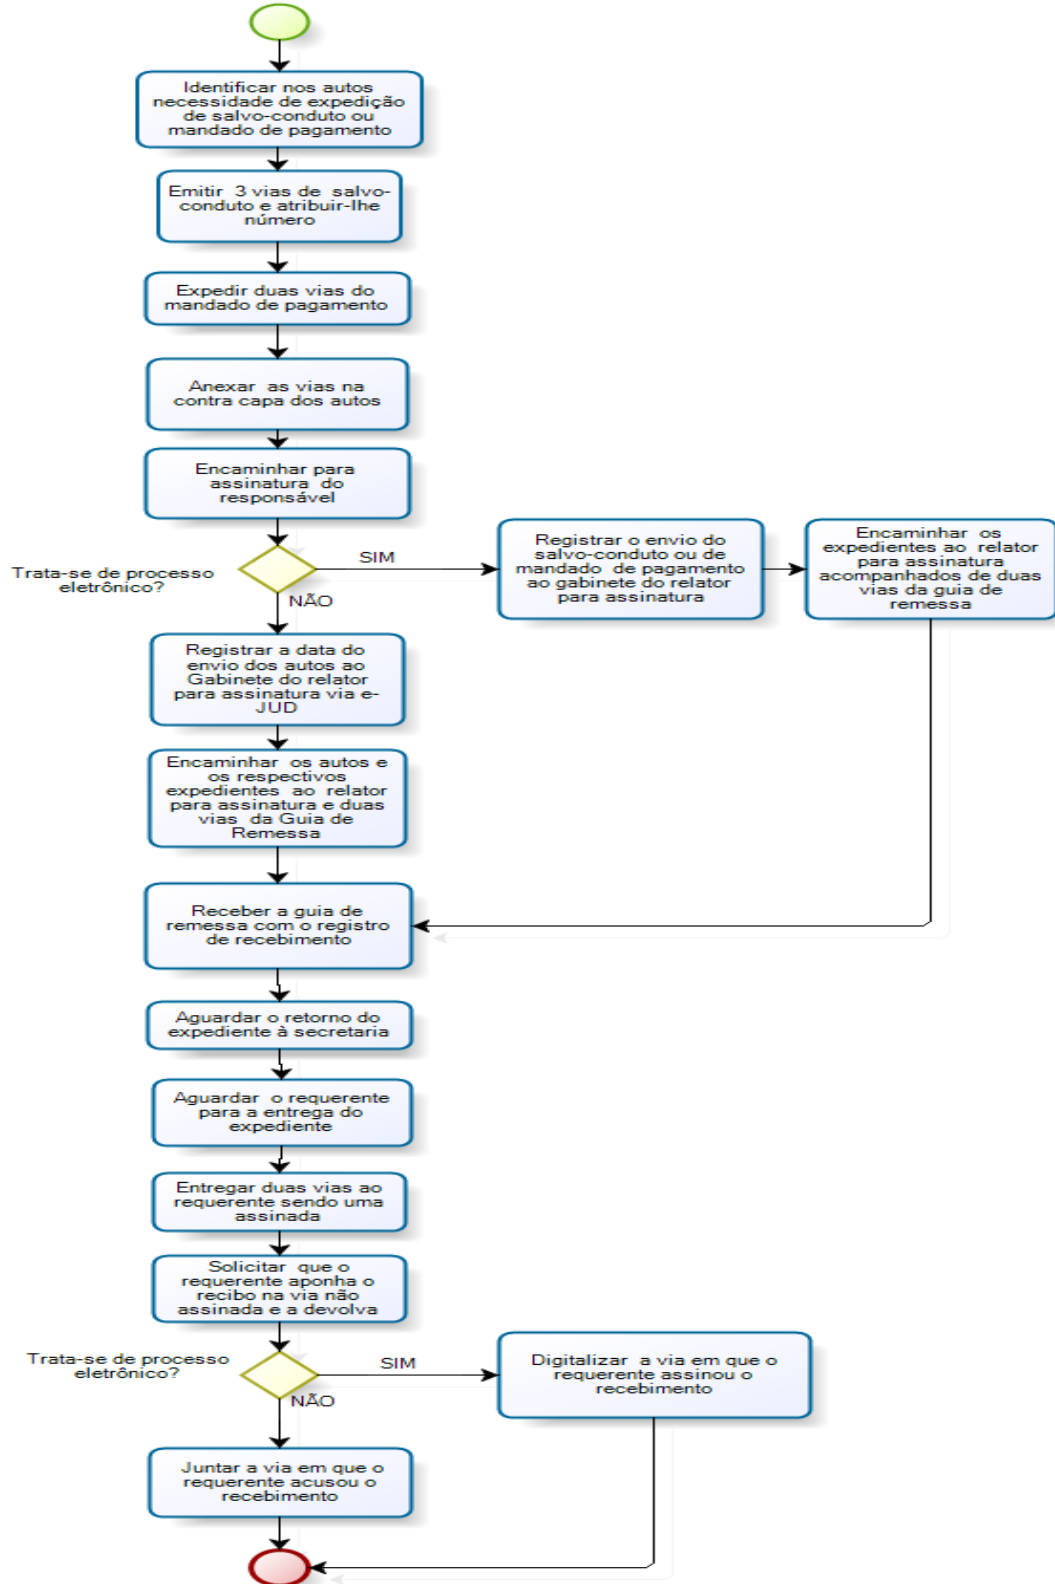 Identificar nos autos
necessidade de expedição
de salvo-conduto ou
mandado de pagamento
Emitir 3 vias de salvo-
conduto e atribuir-lhe
número
Expedir duas vias do
mandado de pagamento
Anexar as vias na
contra capa dos autos
Encaminhar para
assinatura do
responsável
Trata-se de processo
eletrônico?
SIM
NÃO
Registrar o envio do
salvo-conduto ou de
mandado de pagamento
ao gabinete do relator
para assinatura
Encaminhar os
expedientes ao relator
para assinatura
acompanhados de duas
vias da guia de
remessa
Registrar a data do
envio dos autos ao
Gabinete do relator
para assinatura via e-
JUD
Encaminhar os autos e
os respectivos
expedientes ao relator
para assinatura e duas
vias da Guia de
Remessa
Receber a guia de
remessa com o registro
de recebimento
Aguardar o retorno do
expediente à secretaria
Aguardar o requerente
para a entrega do
expediente
Entregar duas vias ao
requerente sendo uma
assinada
Solicitar que o
requerente aponha o
recibo na via não
assinada e a devolva
Trata-se de processo
eletrônico?
SIM
NÃO
Digitalizar a via em que o
requerente assinou o
recebimento
Juntar a via em que o
requerente acusou o
recebimento